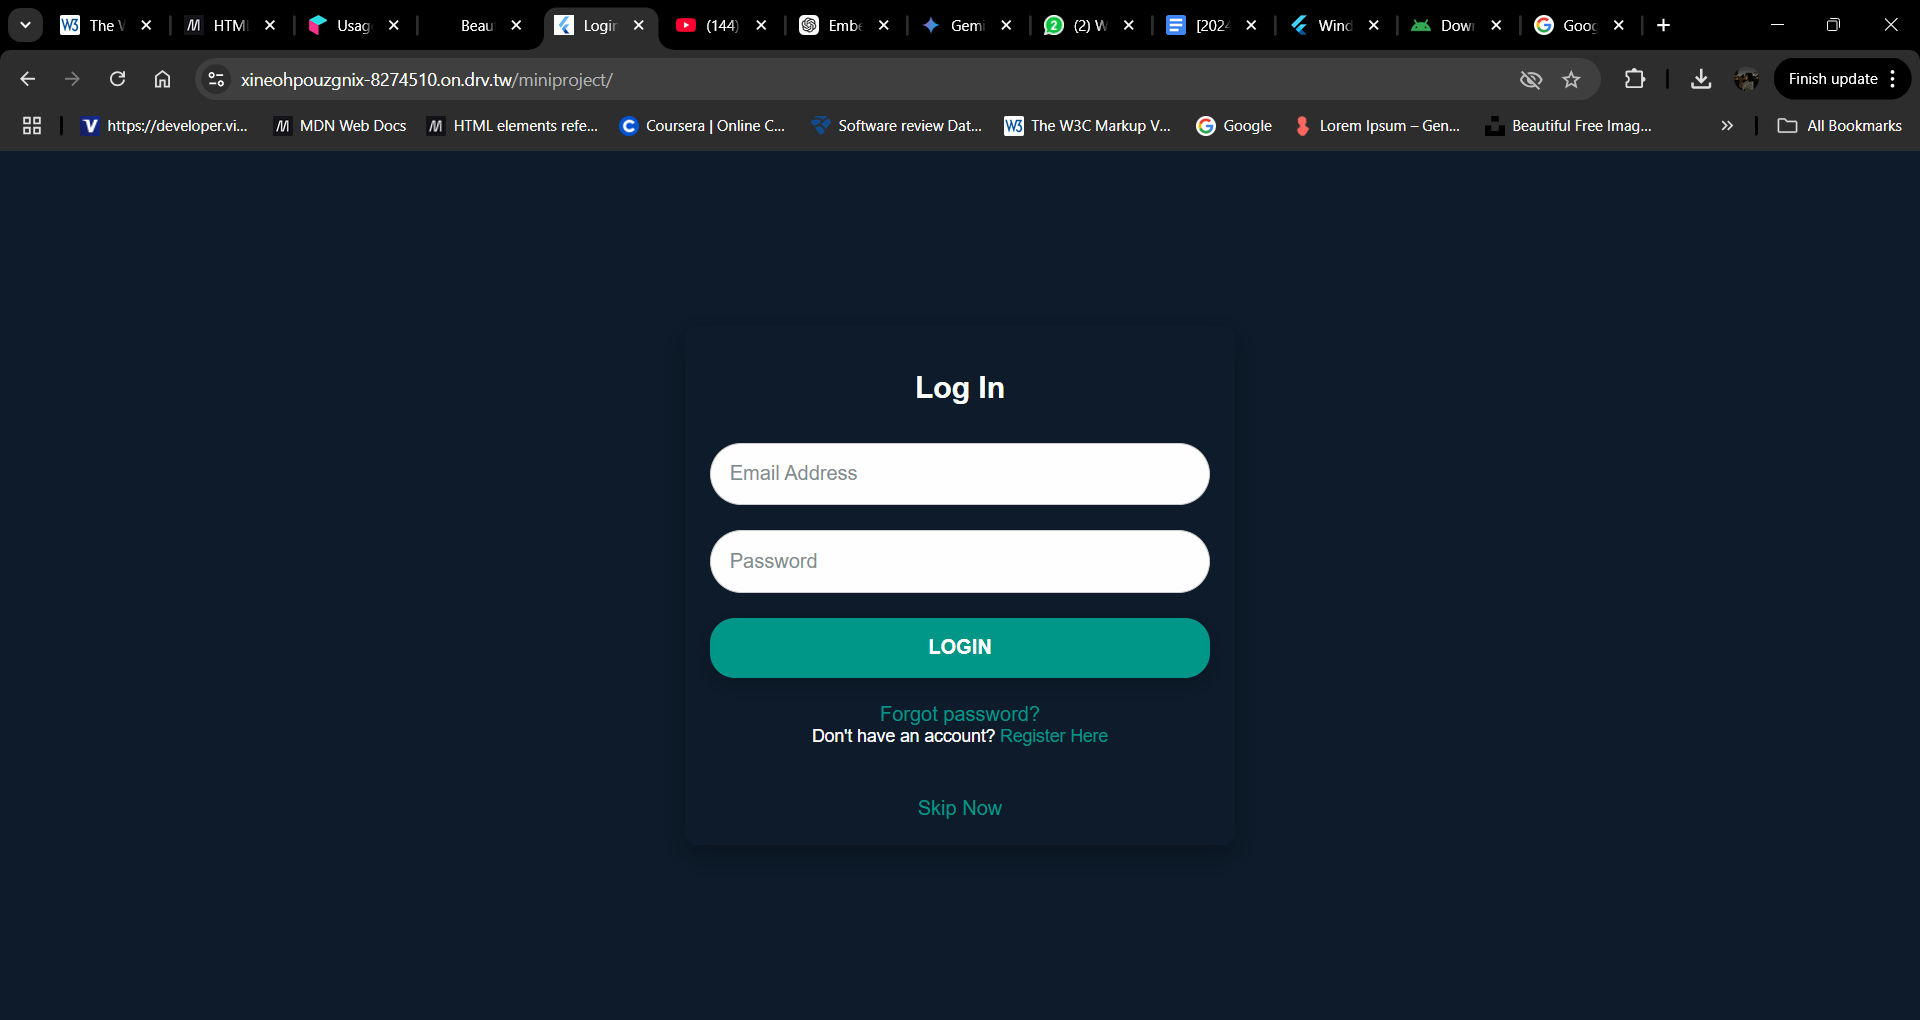 The HTML Usag Beau Login (144) Embe Gemi (2) W [2024 Wind Down Goog
xineohpouzgnix-8274510.on.drv.tw/miniproject/ Finish update
https://developer.vi... MDN Web Docs HTML elements refe... Coursera | Online C... Software review Dat... The W3C Markup V... Google Lorem Ipsum – Gen... Beautiful Free Imag... All Bookmarks
Log In
Email Address
Password
LOGIN
Forgot password?
Don't have an account? Register Here
Skip Now